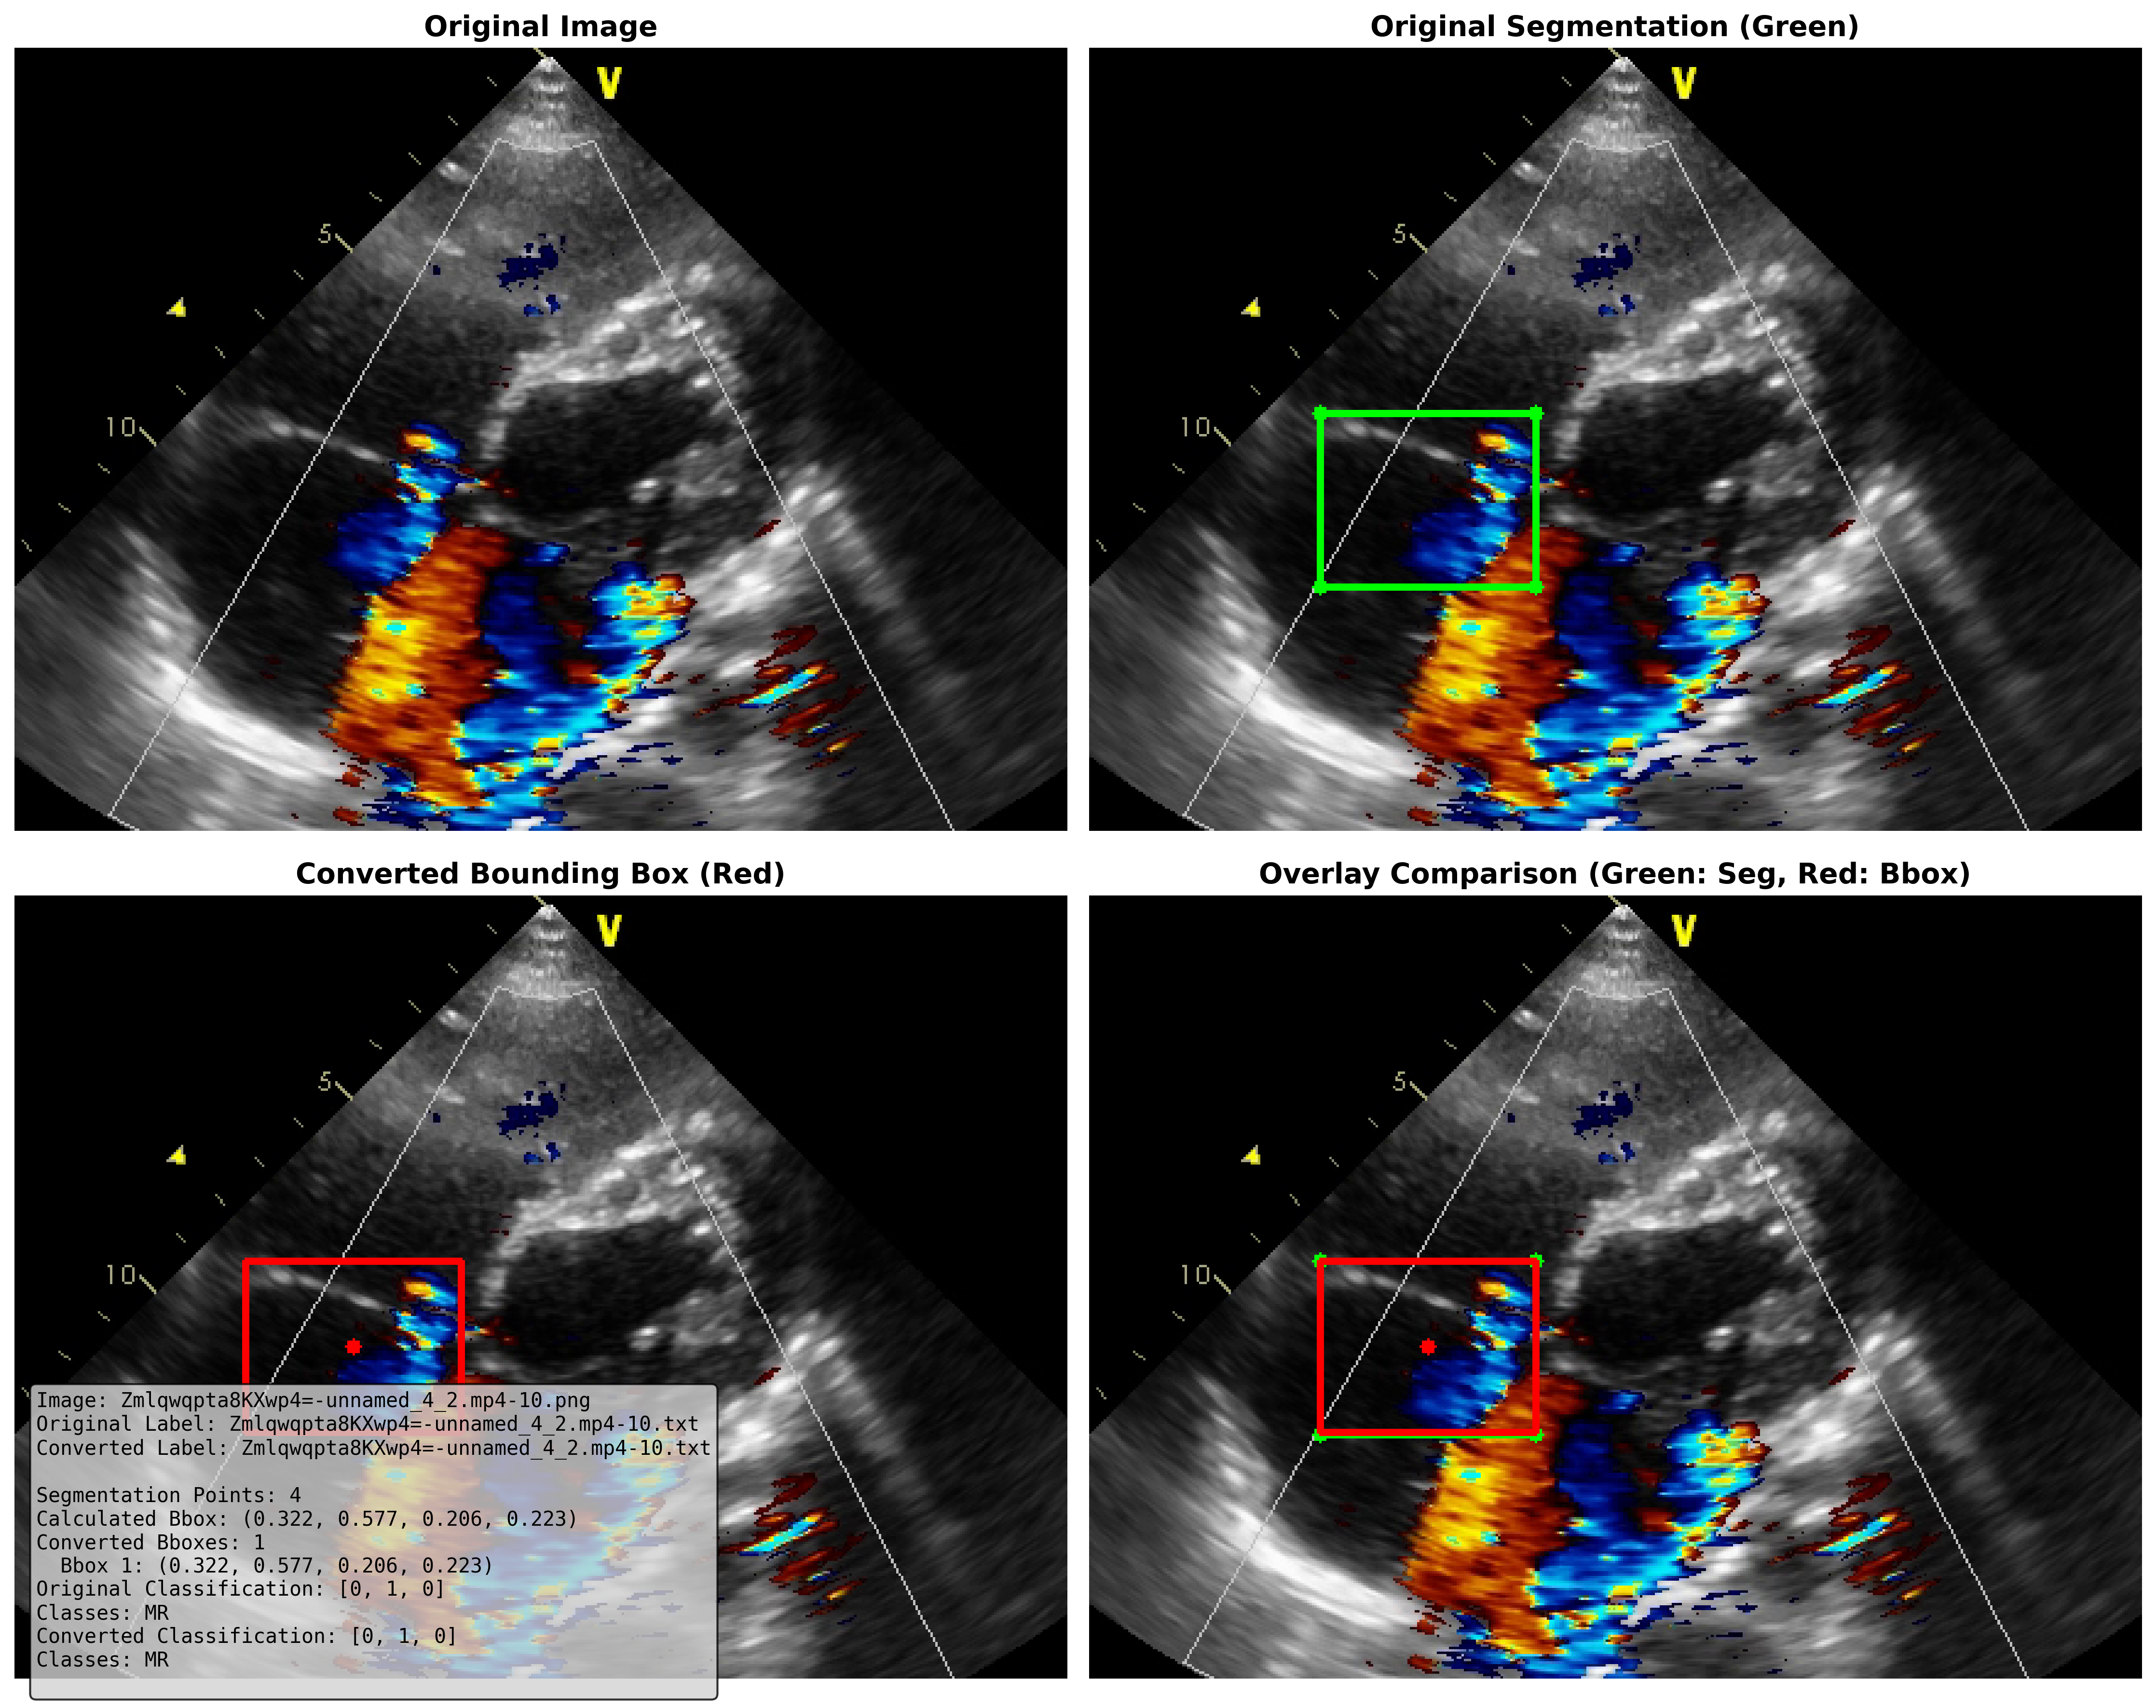 Original Image
Original Segmentation (Green)
V
V
5
5
10
10
Converted Bounding Box (Red)
Overlay Comparison (Green: Seg, Red: Bbox)
V
V
5
5
10
10
Image: Zmlqwqpta8KXwp4=-unnamed_4_2.mp4-10.png
Original Label: Zmlqwqpta8KXwp4=-unnamed_4_2.mp4-10.txt
Converted Label: Zmlqwqpta8KXwp4=-unnamed_4_2.mp4-10.txt
Segmentation Points: 4
Calculated Bbox: (0.322, 0.577, 0.206, 0.223)
Converted Bboxes: 1
Bbox 1: (0.322, 0.577, 0.206, 0.223)
Original Classification: [0, 1, 0]
Classes: MR
Converted Classification: [0, 1, 0]
Classes: MR